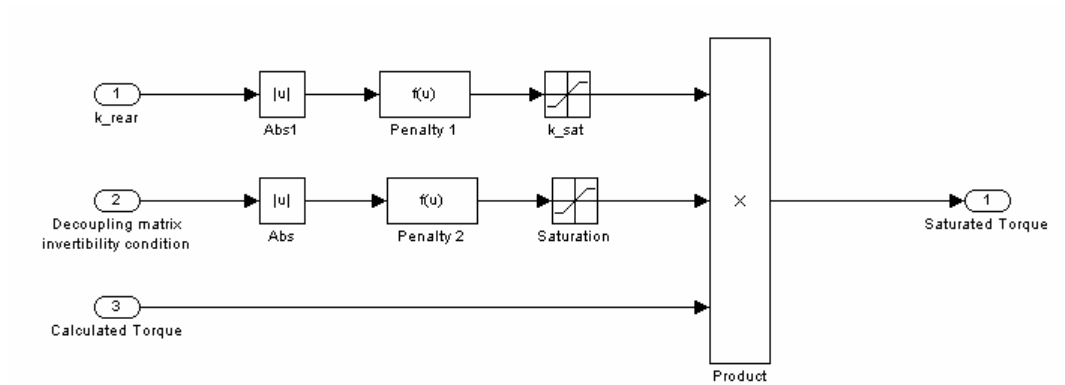 1
k_rear
|u|
Abs1
f(u)
Penalty 1
k_sat
2
Decoupling matrix
invertibility condition
|u|
Abs
f(u)
Penalty 2
Saturation
3
Calculated Torque
×
Product
1
Saturated Torque